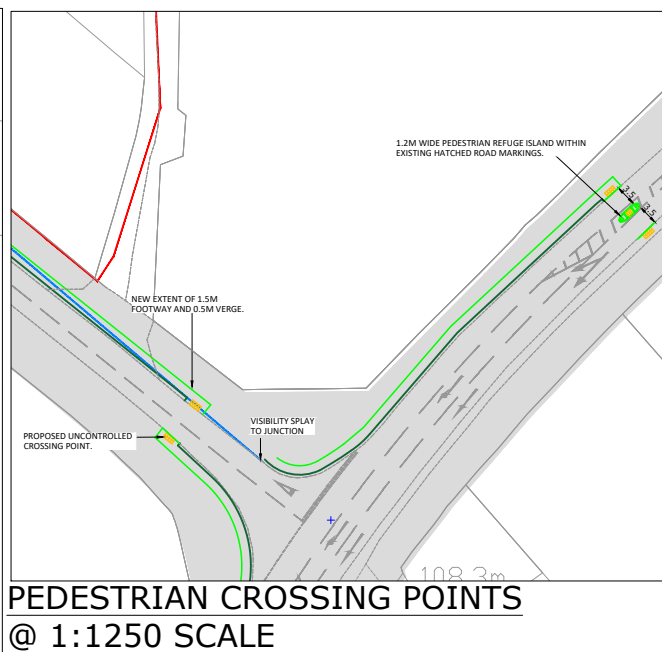 1.2M WIDE PEDESTRIAN REFUGE ISLAND WITHIN
EXISTING HATCHED ROAD MARKINGS.
3.5
3.5
NEW EXTENT OF 1.5M
FOOTWAY AND 0.5M VERGE.
VISIBILITY SPLAY
TO JUNCTION
PROPOSED UNCONTROLLED
CROSSING POINT.
108.3m
PEDESTRIAN CROSSING POINTS
@ 1:1250 SCALE